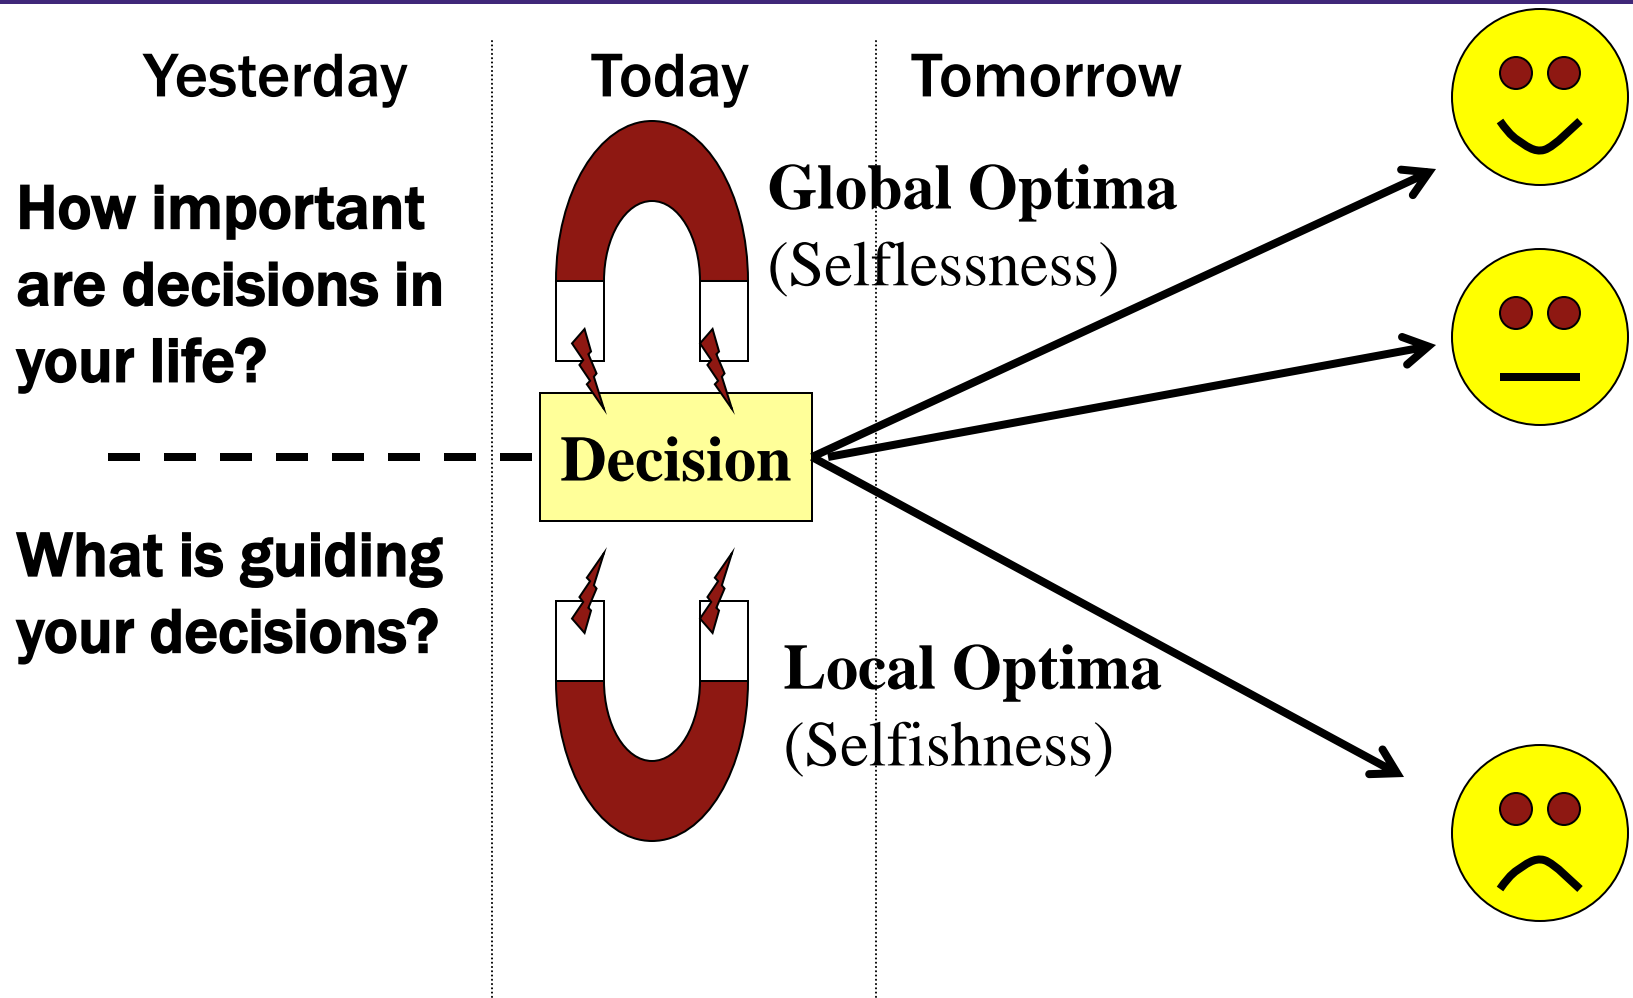 Yesterday
Today
Tomorrow
How important
are decisions in
your life?
What is guiding
your decisions?
Global Optima
(Selflessness)
Decision
Local Optima
(Selfishness)